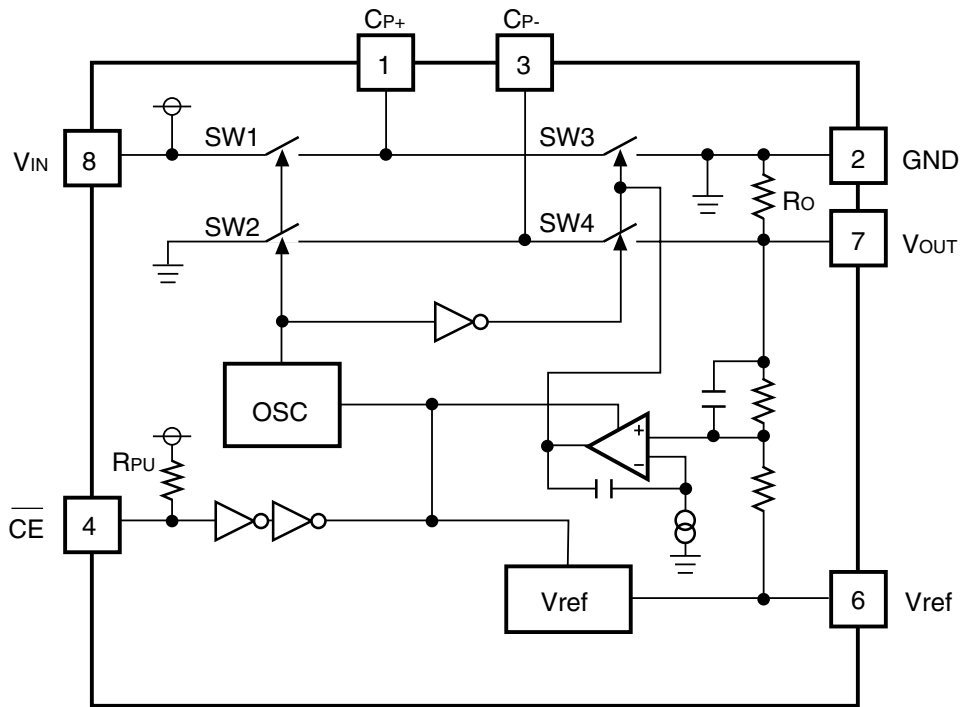 CP+ CP-
1 3
VIN 8 SW1 SW3 2 GND
RO
SW2 SW4 7 VOUT
OSC
+
−
RPU
CE 4
Vref 6 Vref